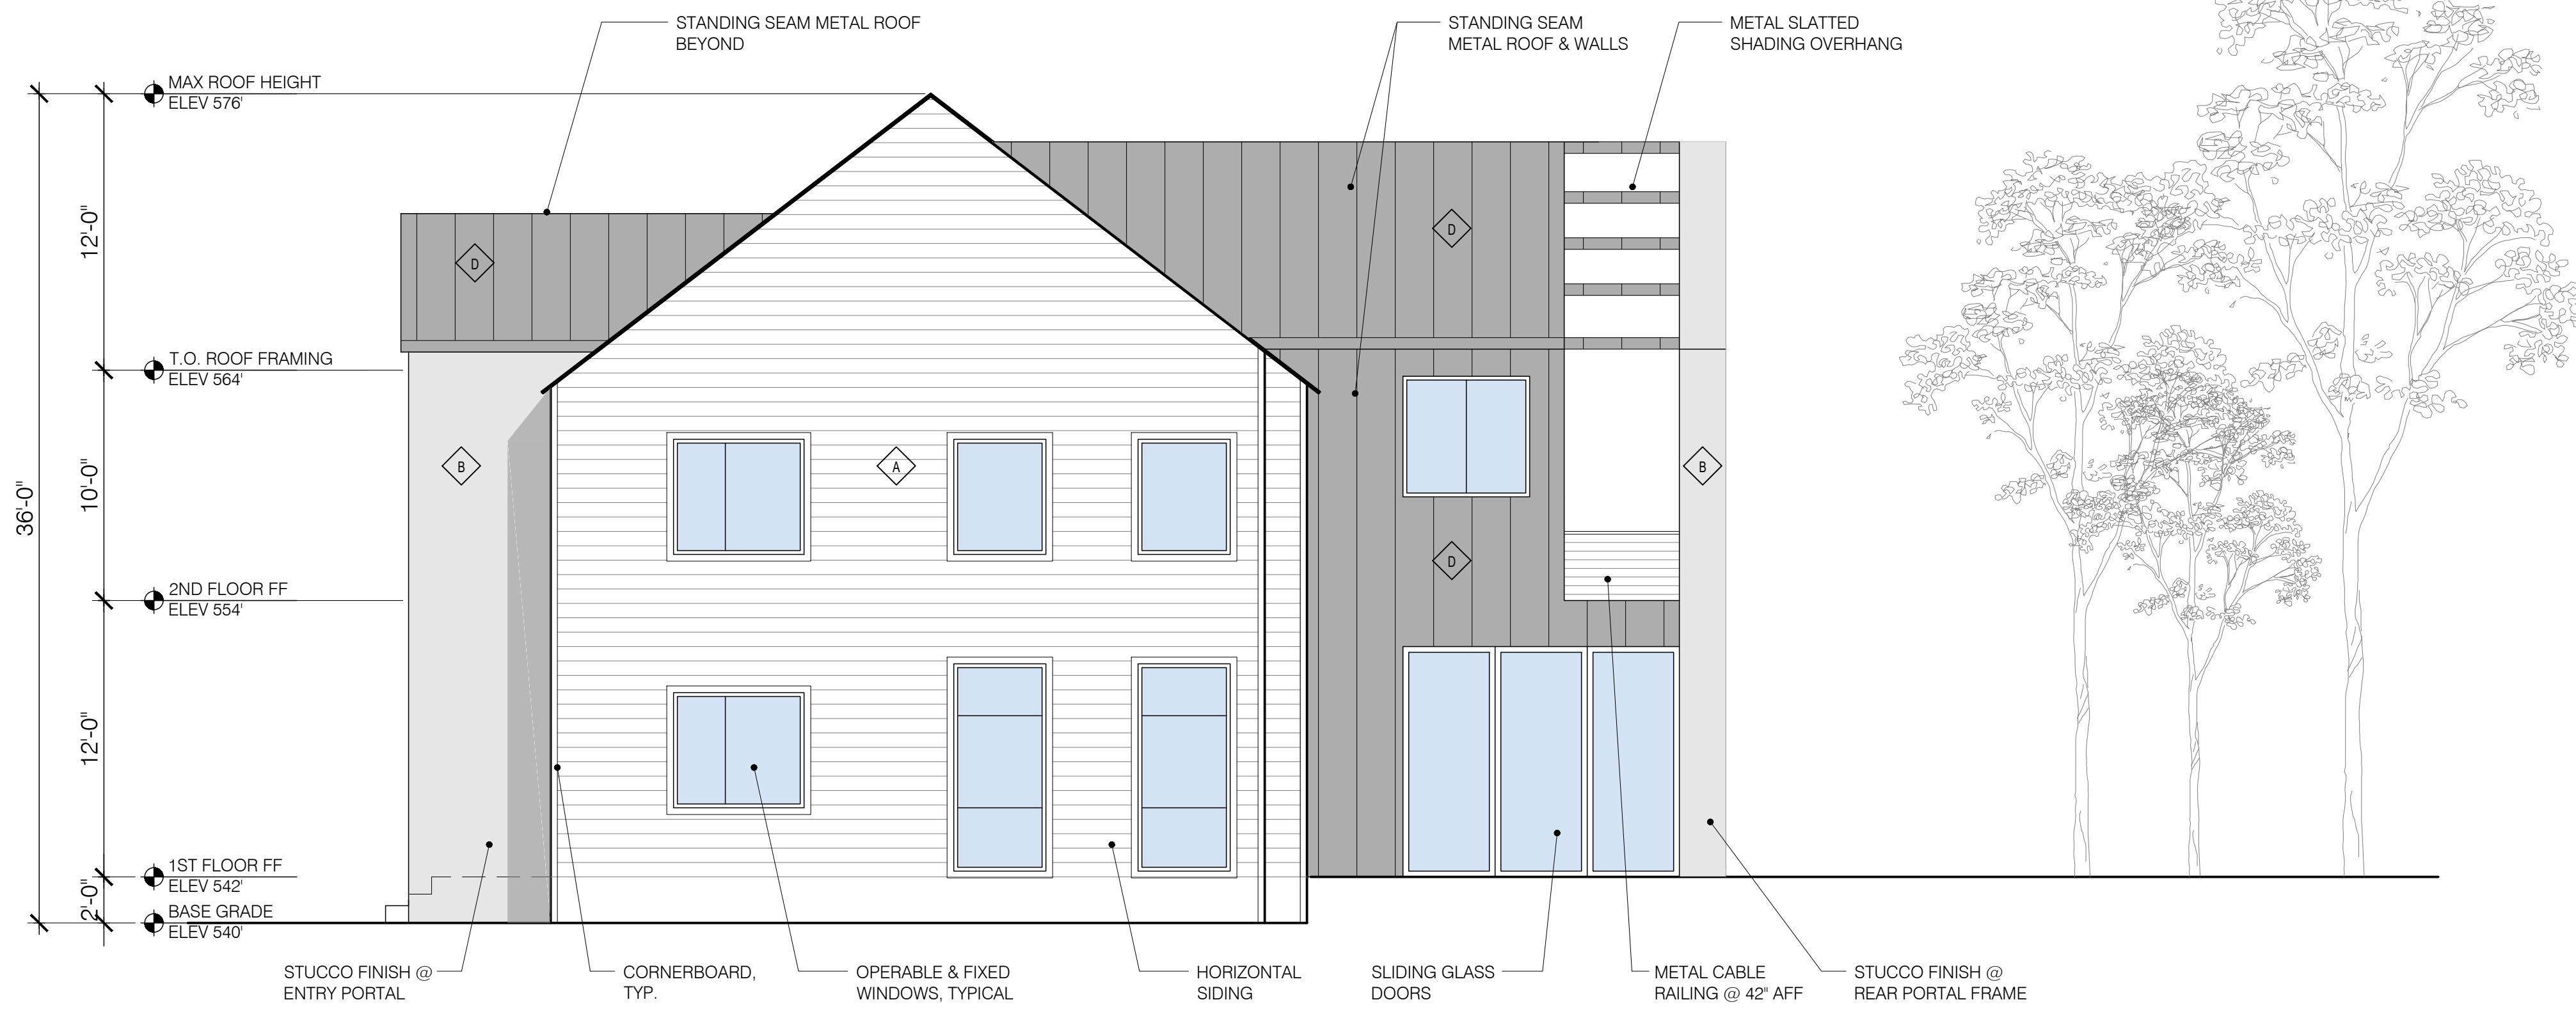 STANDING SEAM METAL ROOF
BEYOND
STANDING SEAM
METAL ROOF & WALLS
METAL SLATTED
SHADING OVERHANG
MAX ROOF HEIGHT
ELEV 576'
12'-0"
D
D
T.O. ROOF FRAMING
ELEV 564'
36'-0"
10'-0"
B
A
B
D
2ND FLOOR FF
ELEV 554'
12'-0"
1ST FLOOR FF
ELEV 542'
2'-0"
BASE GRADE
ELEV 540'
STUCCO FINISH @
ENTRY PORTAL
CORNERBOARD,
TYP.
OPERABLE & FIXED
WINDOWS, TYPICAL
HORIZONTAL
SIDING
SLIDING GLASS
DOORS
METAL CABLE
RAILING @ 42" AFF
STUCCO FINISH @
REAR PORTAL FRAME